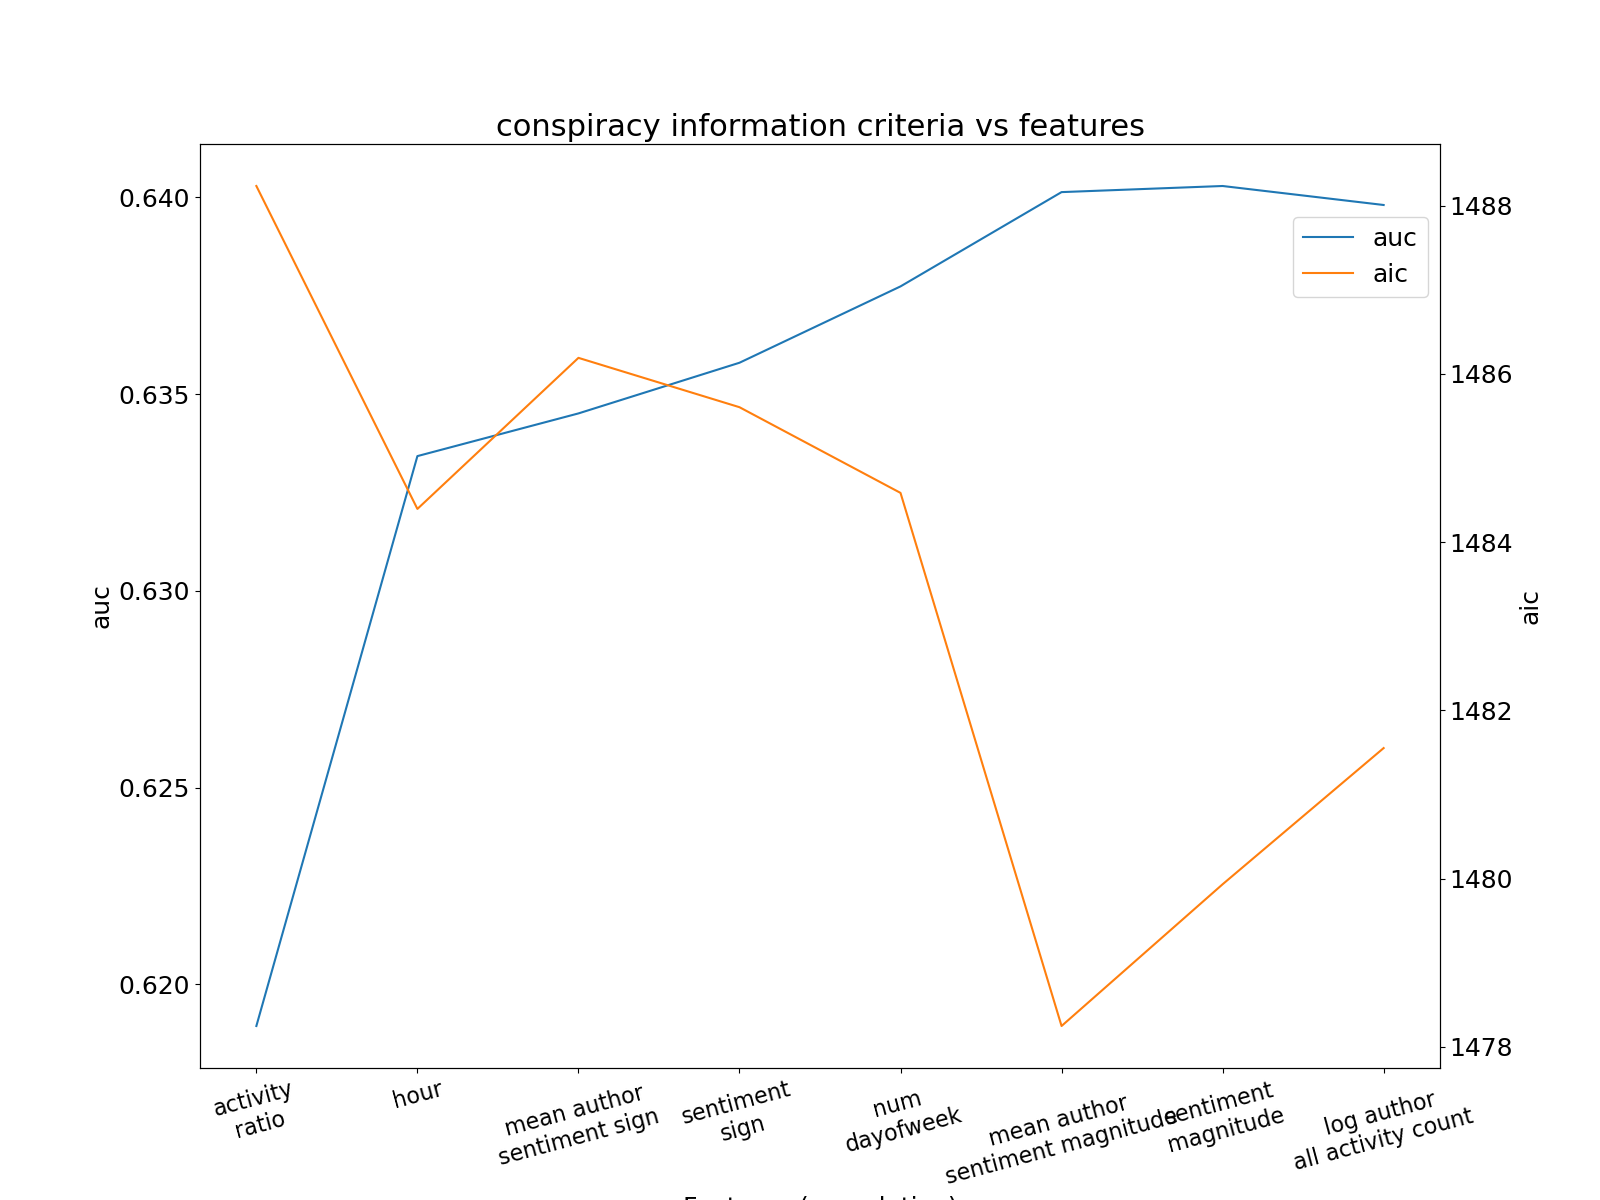 conspiracy information criteria vs features
0.640
0.635
0.630
0.625
0.620
auc
1488
1486
1484
1482
1480
1478
aic
auc
aic
activity
ratio
hour
mean author
sentiment sign
sentiment
sign
num
dayofweek
mean author
sentiment magnitude
sentiment
magnitude
log author
all activity count